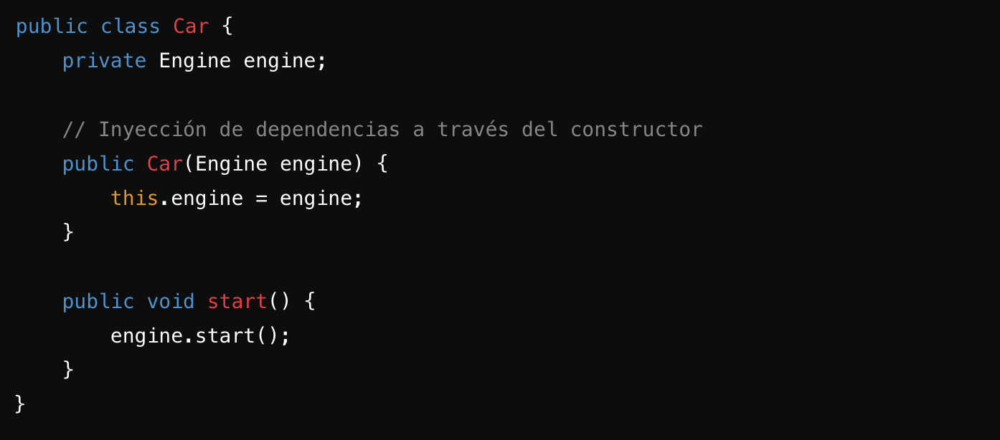 public class Car {
    private Engine engine;

    // Inyección de dependencias a través del constructor
    public Car(Engine engine) {
        this.engine = engine;
    }

    public void start() {
        engine.start();
    }
}